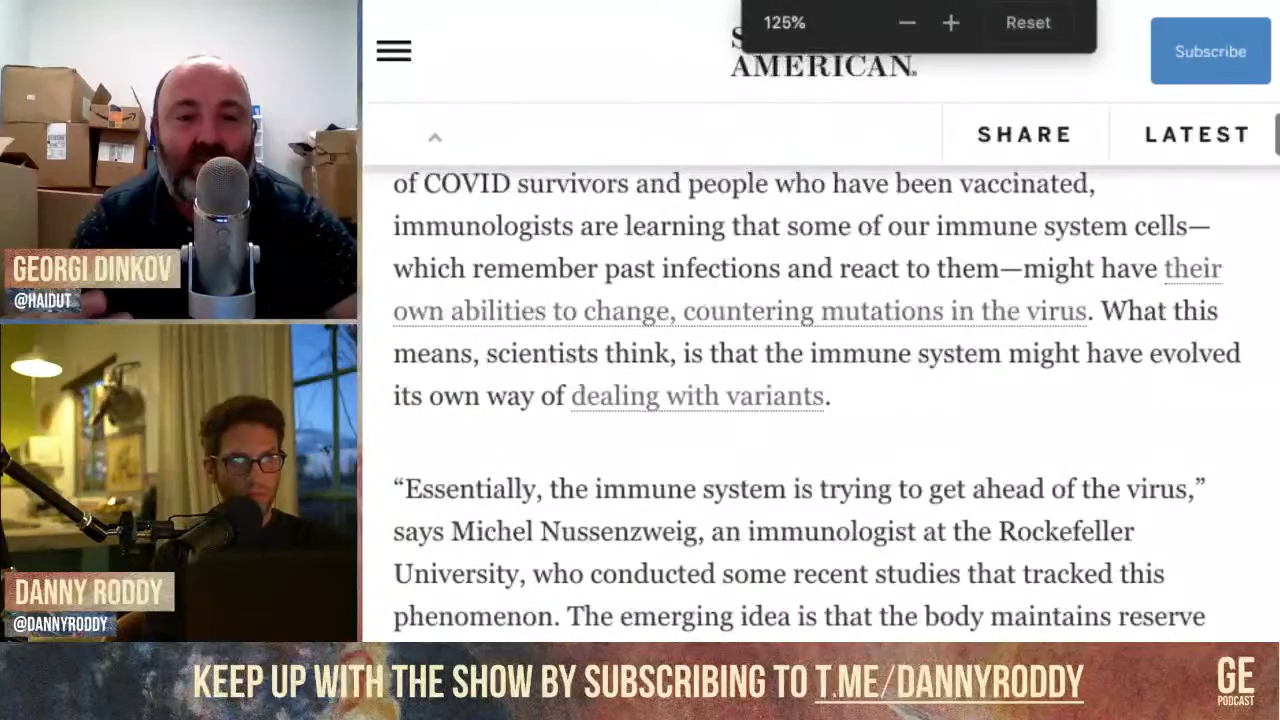 125%
Reset
AMERICAN
Subscribe
SHARE
LATEST
of COVID survivors and people who have been vaccinated,
immunologists are learning that some of our immune system cells—
which remember past infections and react to them—might have their
own abilities to change, countering mutations in the virus. What this
means, scientists think, is that the immune system might have evolved
its own way of dealing with variants.
“Essentially, the immune system is trying to get ahead of the virus,”
says Michel Nussenzweig, an immunologist at the Rockefeller
University, who conducted some recent studies that tracked this
phenomenon. The emerging idea is that the body maintains reserve
GEORGI DINKOV
@HAIDUT
DANNY RODDY
@DANNYRODDY
KEEP UP WITH THE SHOW BY SUBSCRIBING TO T.ME/DANNYRODDY
GE
PODCAST